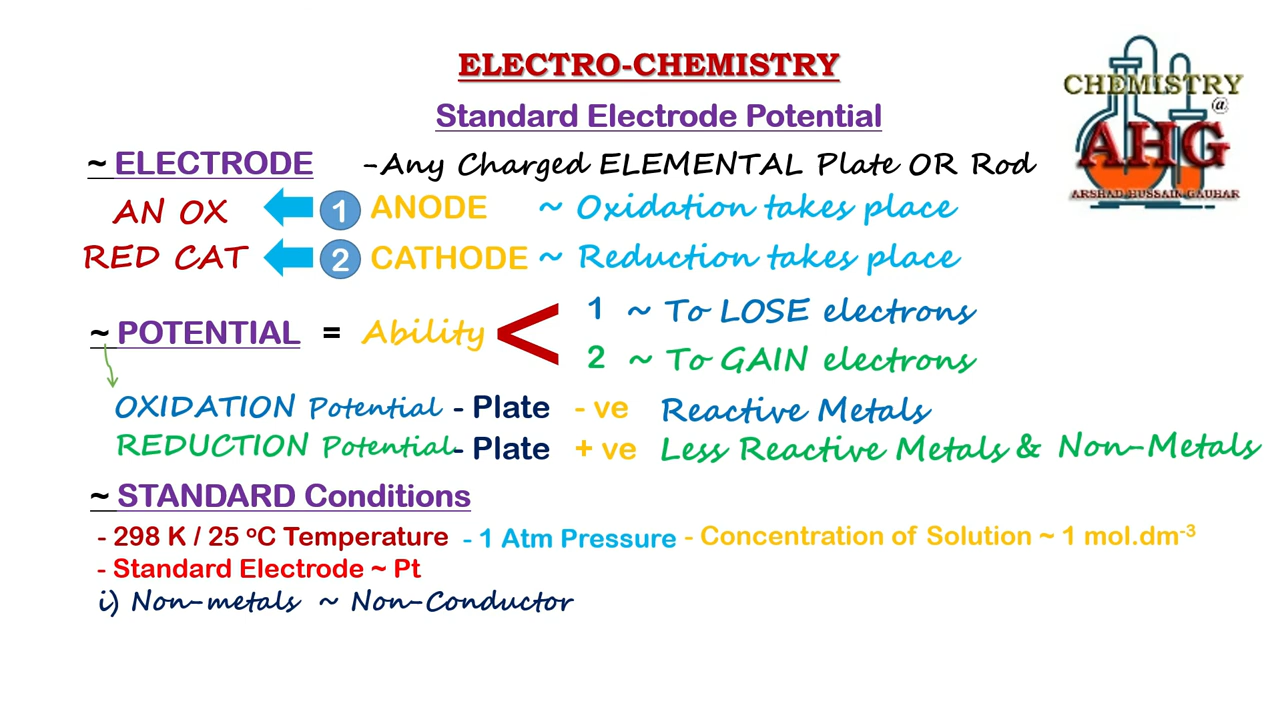 ELECTRO-CHEMISTRY
Standard Electrode Potential
CHEMISTRY
@
AHG
ARSHAD HUSSAIN GAUHAR
~ ELECTRODE -Any Charged ELEMENTAL Plate OR Rod
AN OX 1 ANODE ~ Oxidation takes place
RED CAT 2 CATHODE ~ Reduction takes place
~ POTENTIAL = Ability <
1 ~ To LOSE electrons
2 ~ To GAIN electrons
OXIDATION Potential - Plate - ve Reactive Metals
REDUCTION Potential - Plate + ve Less Reactive Metals & Non-Metals
~ STANDARD Conditions
- 298 K / 25 °C Temperature - 1 Atm Pressure - Concentration of Solution ~ 1 mol.dm⁻³
- Standard Electrode ~ Pt
i) Non-metals ~ Non-Conductor